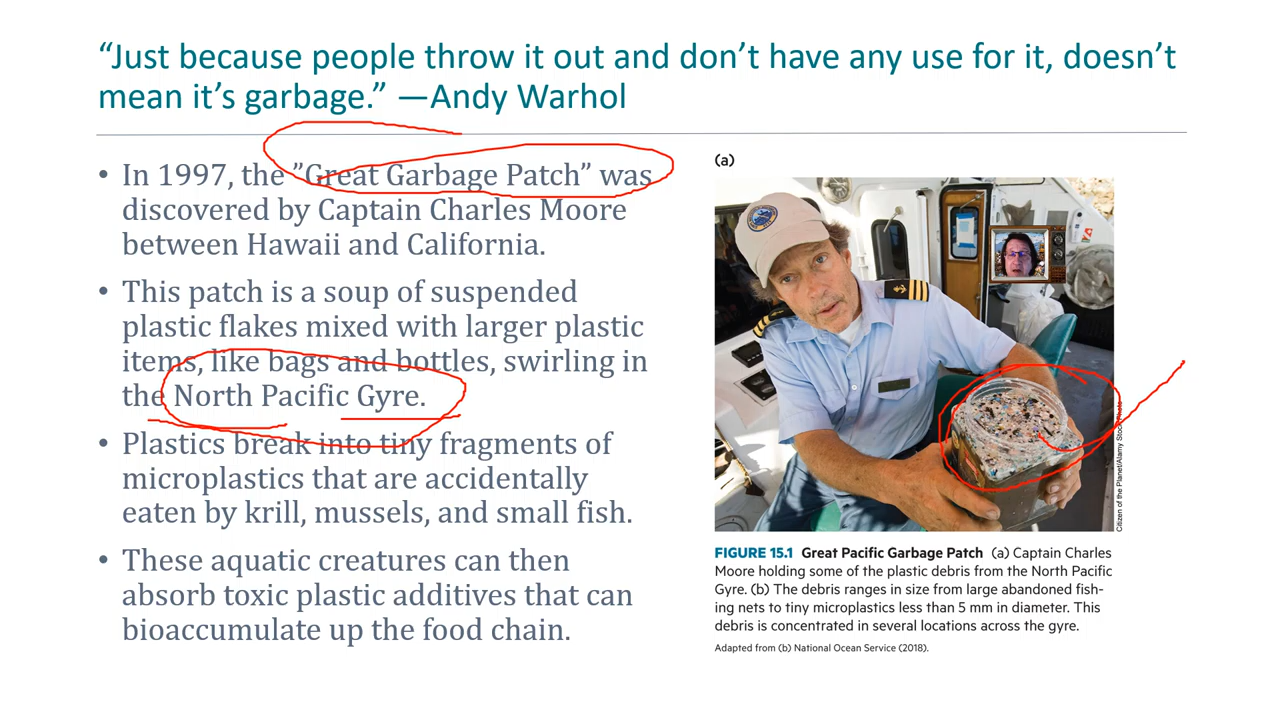 “Just because people throw it out and don’t have any use for it, doesn’t
mean it’s garbage.” —Andy Warhol
• In 1997, the ”Great Garbage Patch” was
discovered by Captain Charles Moore
between Hawaii and California.
• This patch is a soup of suspended
plastic flakes mixed with larger plastic
items, like bags and bottles, swirling in
the North Pacific Gyre.
• Plastics break into tiny fragments of
microplastics that are accidentally
eaten by krill, mussels, and small fish.
• These aquatic creatures can then
absorb toxic plastic additives that can
bioaccumulate up the food chain.
(a)
Citizen of the Planet/Alamy Stock Photo
FIGURE 15.1 Great Pacific Garbage Patch (a) Captain Charles
Moore holding some of the plastic debris from the North Pacific
Gyre. (b) The debris ranges in size from large abandoned fish-
ing nets to tiny microplastics less than 5 mm in diameter. This
debris is concentrated in several locations across the gyre.
Adapted from (b) National Ocean Service (2018).